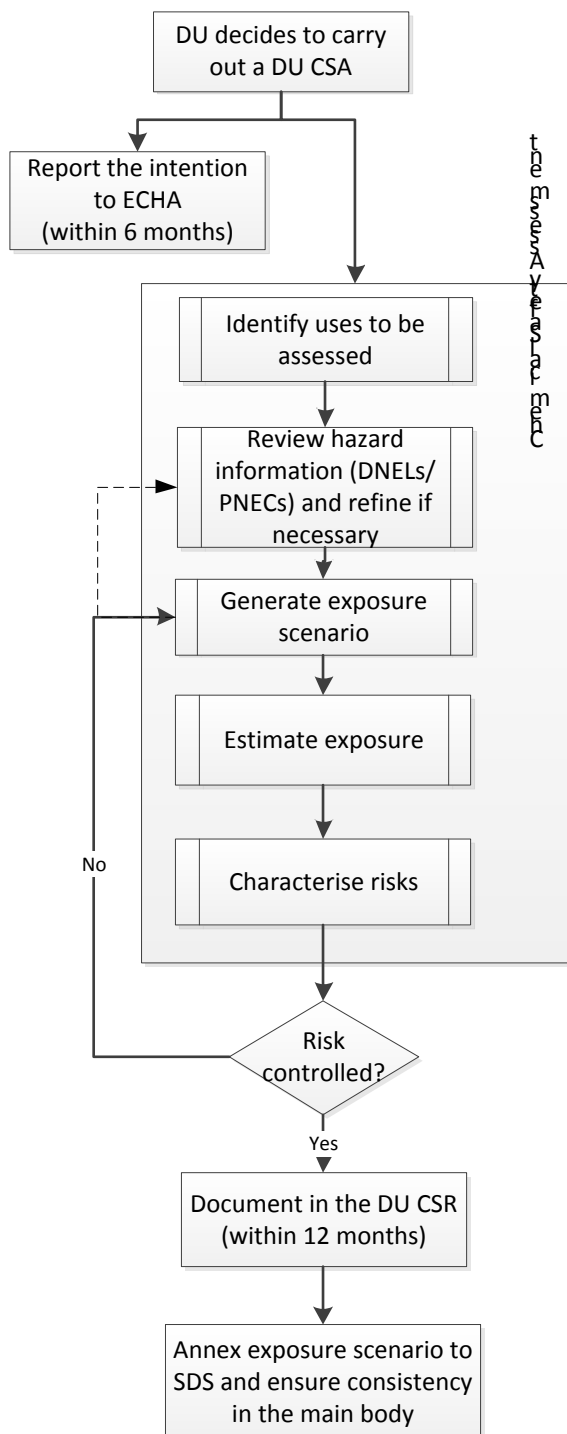 DU decides to carry
out a DU CSA
Report the intention
to ECHA
(within 6 months)
Chemical Safety Assessment
Identify uses to be
assessed
Review hazard
information (DNELs/
PNECs) and refine if
necessary
Generate exposure
scenario
Estimate exposure
No
Characterise risks
Risk
controlled?
Yes
Document in the DU CSR
(within 12 months)
Annex exposure scenario to
SDS and ensure consistency
in the main body